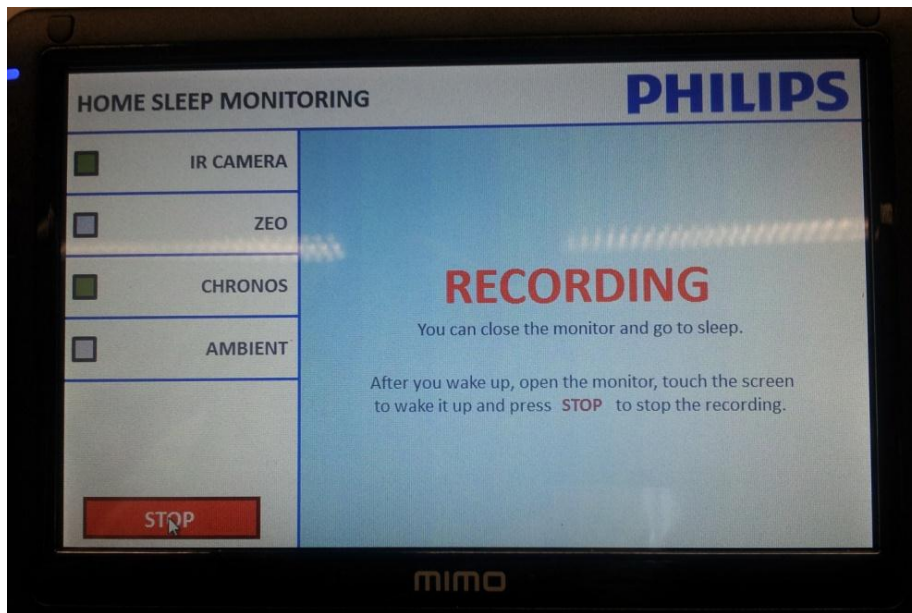 HOME SLEEP MONITORING
PHILIPS
IR CAMERA
ZEO
CHRONOS
AMBIENT
STOP
RECORDING
You can close the monitor and go to sleep.
After you wake up, open the monitor, touch the screen
to wake it up and press STOP to stop the recording.
mimo